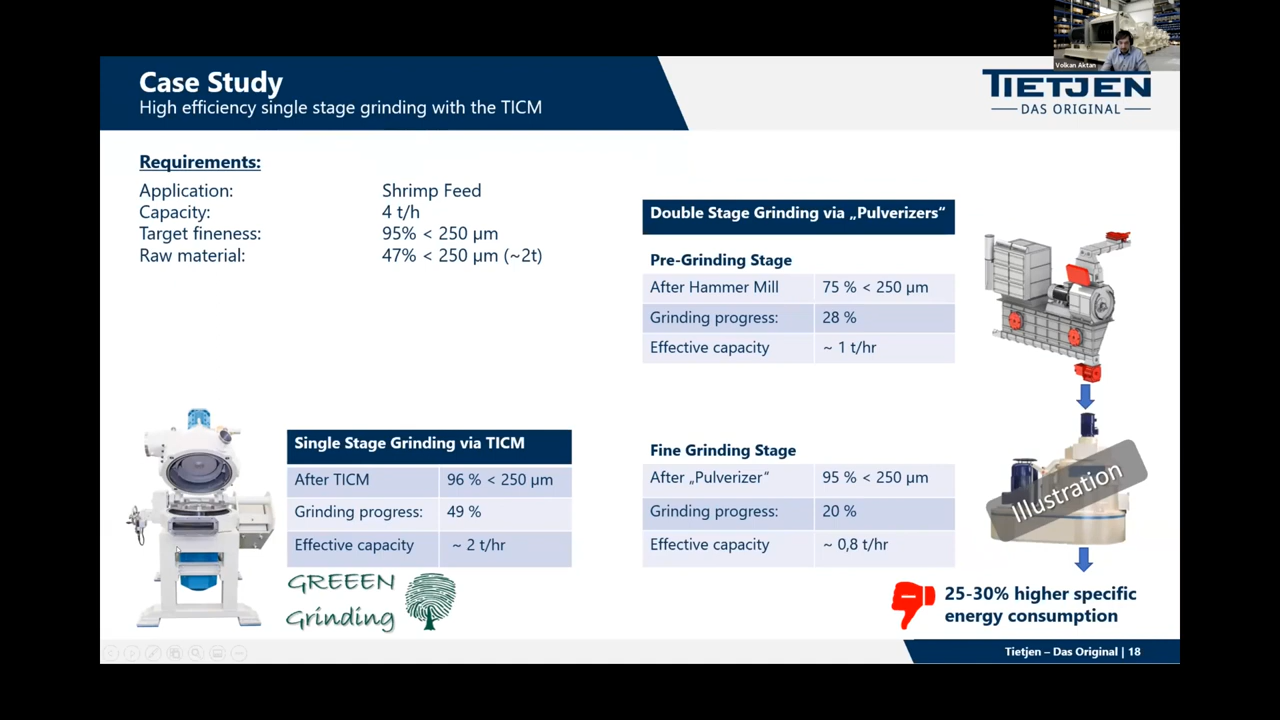 Volkan Aktan
Case Study
High efficiency single stage grinding with the TICM
TIETJEN
DAS ORIGINAL
Requirements:
Application: Shrimp Feed
Capacity: 4 t/h
Target fineness: 95% < 250 µm
Raw material: 47% < 250 µm (~2t)
Double Stage Grinding via „Pulverizers“
Pre-Grinding Stage
After Hammer Mill 75 % < 250 µm
Grinding progress: 28 %
Effective capacity ~ 1 t/hr
Single Stage Grinding via TICM
After TICM 96 % < 250 µm
Grinding progress: 49 %
Effective capacity ~ 2 t/hr
GREEEN
Grinding
Fine Grinding Stage
After „Pulverizer“ 95 % < 250 µm
Grinding progress: 20 %
Effective capacity ~ 0,8 t/hr
Illustration
25-30% higher specific
energy consumption
Tietjen – Das Original | 18